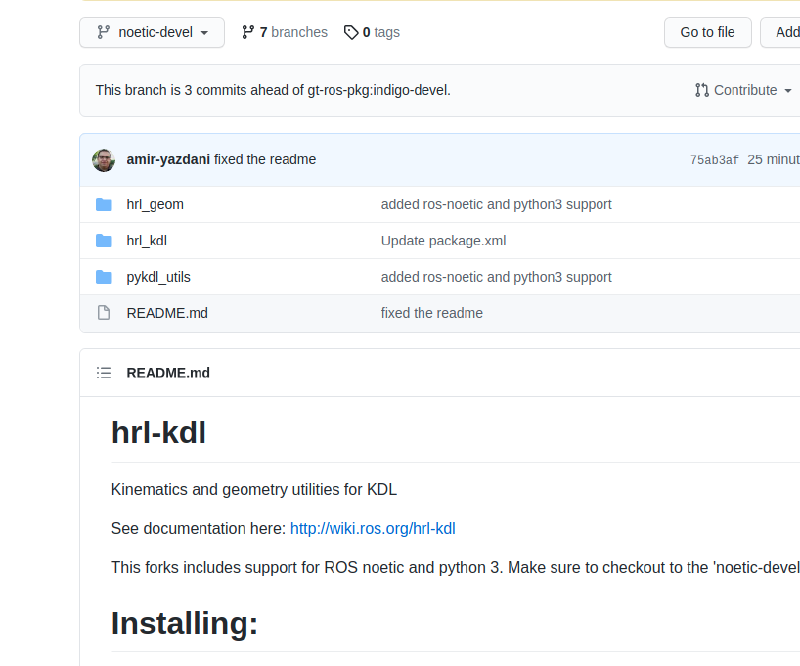 noetic-devel 7 branches 0 tags Go to file Add
This branch is 3 commits ahead of gt-ros-pkg:indigo-devel. Contribute
amir-yazdani fixed the readme 75ab3af 25 minut
hrl_geom added ros-noetic and python3 support
hrl_kdl Update package.xml
pykdl_utils added ros-noetic and python3 support
README.md fixed the readme
README.md
hrl-kdl
Kinematics and geometry utilities for KDL
See documentation here: http://wiki.ros.org/hrl-kdl
This forks includes support for ROS noetic and python 3. Make sure to checkout to the 'noetic-devel
Installing: